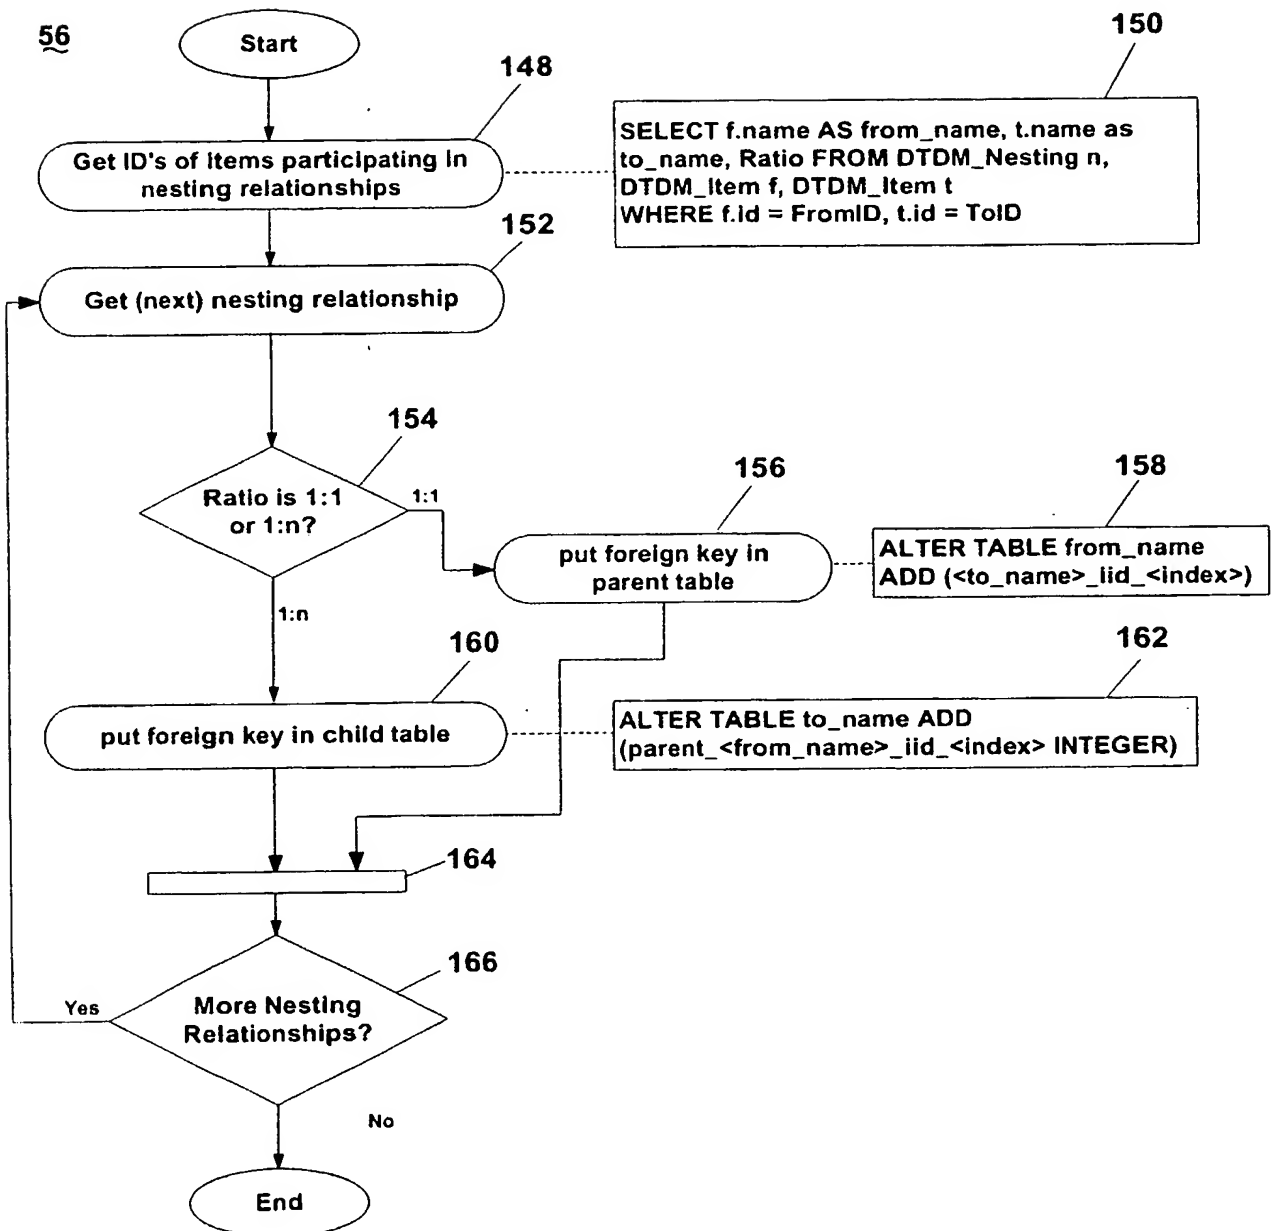 56
Start
148
150
Get ID's of items participating in
nesting relationships
SELECT f.name AS from_name, t.name as
to_name, Ratio FROM DTDM_Nesting n,
DTDM_Item f, DTDM_Item t
WHERE f.id = FromID, t.id = ToID
152
Get (next) nesting relationship
154
Ratio is 1:1
or 1:n?
1:1
156
put foreign key in
parent table
158
ALTER TABLE from_name
ADD (<to_name>_iid_<index>)
1:n
160
put foreign key in child table
162
ALTER TABLE to_name ADD
(parent_<from_name>_iid_<index> INTEGER)
164
166
More Nesting
Relationships?
Yes
No
End